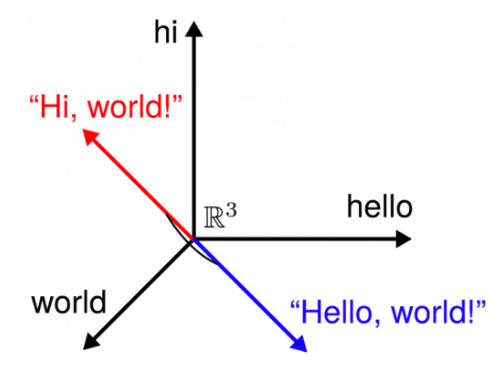 hi
“Hi, world!”
ℝ³
hello
world
“Hello, world!”